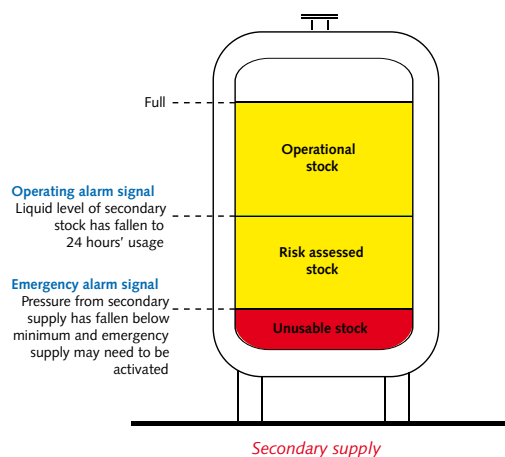 Full
Operational
stock
Operating alarm signal
Liquid level of secondary
stock has fallen to
24 hours’ usage
Risk assessed
stock
Emergency alarm signal
Pressure from secondary
supply has fallen below
minimum and emergency
supply may need to be
activated
Unusable stock
Secondary supply